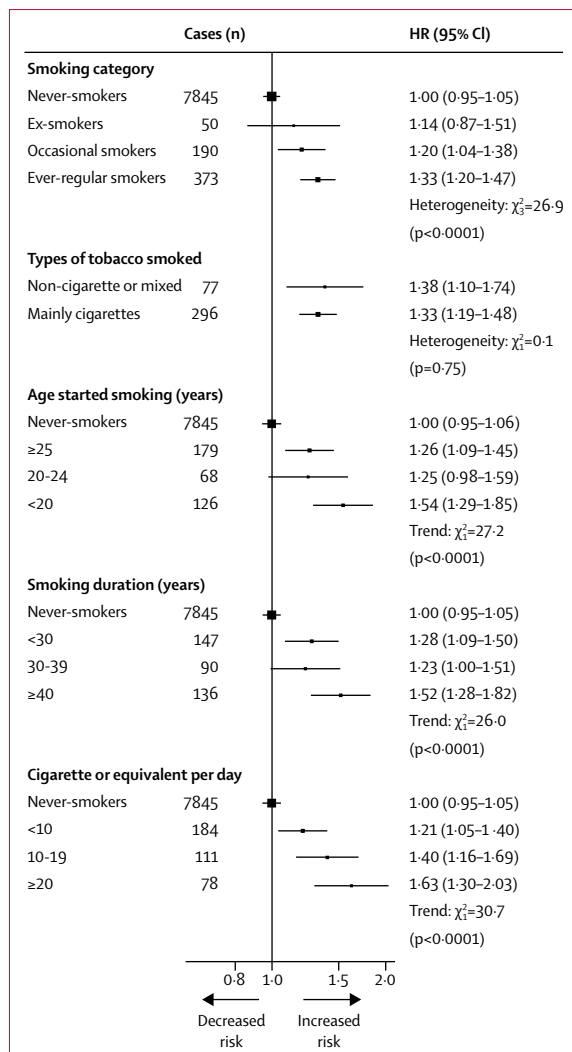 Cases (n) HR (95% Cl)
Smoking category
Never-smokers 7845 1·00 (0·95–1·05)
Ex-smokers 50 1·14 (0·87–1·51)
Occasional smokers 190 1·20 (1·04–1·38)
Ever-regular smokers 373 1·33 (1·20–1·47)
Heterogeneity: χ²₃=26·9
(p<0·0001)
Types of tobacco smoked
Non-cigarette or mixed 77 1·38 (1·10–1·74)
Mainly cigarettes 296 1·33 (1·19–1·48)
Heterogeneity: χ²₁=0·1
(p=0·75)
Age started smoking (years)
Never-smokers 7845 1·00 (0·95–1·06)
≥25 179 1·26 (1·09–1·45)
20-24 68 1·25 (0·98–1·59)
<20 126 1·54 (1·29–1·85)
Trend: χ²₁=27·2
(p<0·0001)
Smoking duration (years)
Never-smokers 7845 1·00 (0·95–1·05)
<30 147 1·28 (1·09–1·50)
30-39 90 1·23 (1·00–1·51)
≥40 136 1·52 (1·28–1·82)
Trend: χ²₁=26·0
(p<0·0001)
Cigarette or equivalent per day
Never-smokers 7845 1·00 (0·95–1·05)
<10 184 1·21 (1·05–1·40)
10-19 111 1·40 (1·16–1·69)
≥20 78 1·63 (1·30–2·03)
Trend: χ²₁=30·7
(p<0·0001)
0·8 1·0 1·5 2·0
Decreased Increased
risk risk